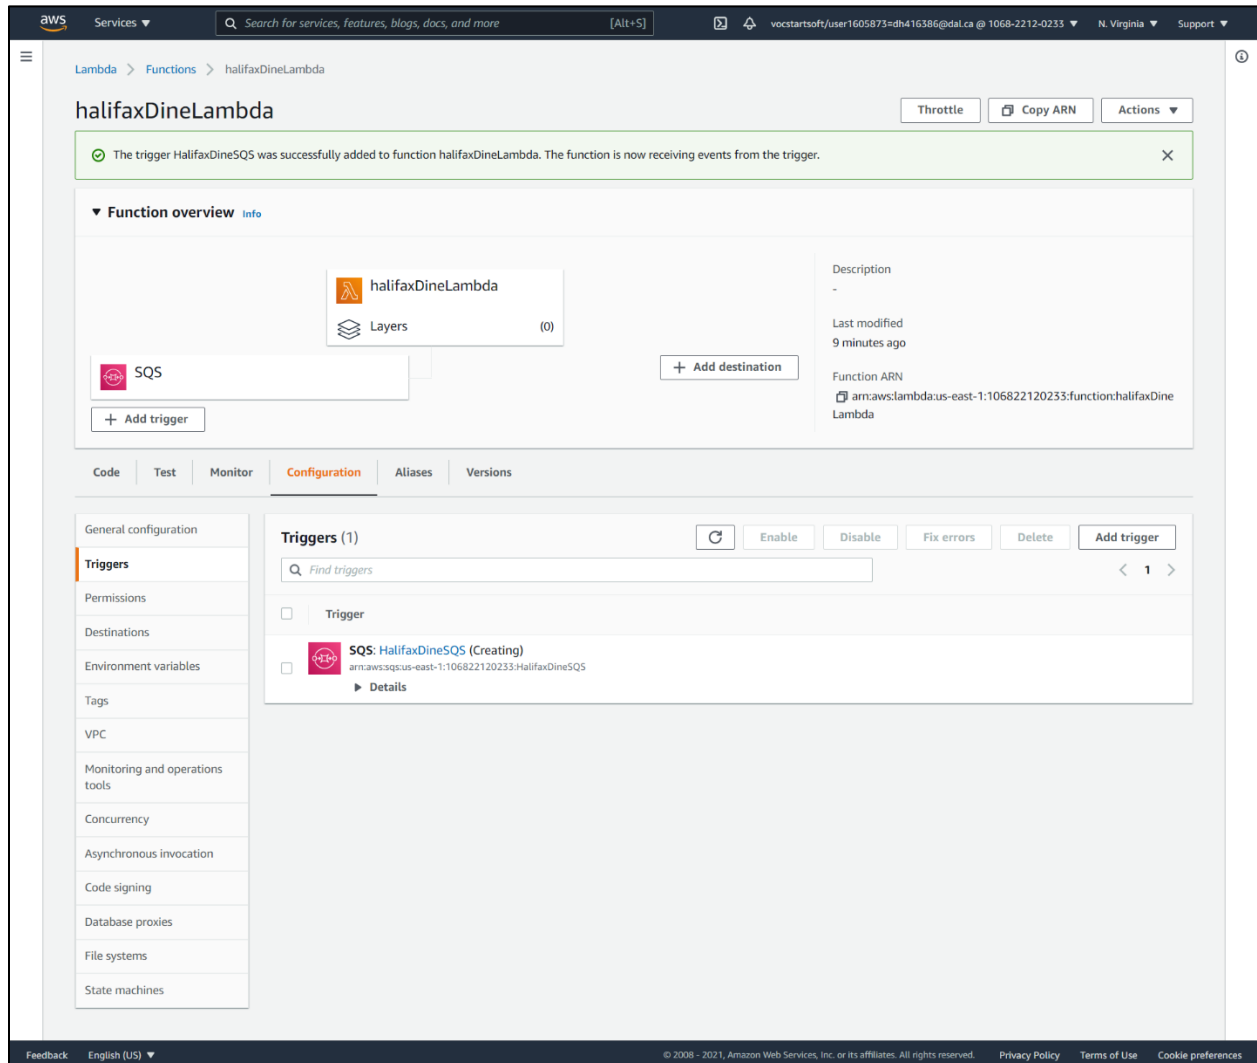 aws Services Search for services, features, blogs, docs, and more [Alt+S] vocstartsoft/user1605873=dh416386@dal.ca @ 1068-2212-0233 N. Virginia Support
Lambda > Functions > halifaxDineLambda
halifaxDineLambda
Throttle Copy ARN Actions
The trigger HalifaxDineSQS was successfully added to function halifaxDineLambda. The function is now receiving events from the trigger.
Function overview Info
halifaxDineLambda
Layers (0)
SQS
+ Add trigger
+ Add destination
Description
-
Last modified
9 minutes ago
Function ARN
arn:aws:lambda:us-east-1:106822120233:function:halifaxDine
Lambda
Code Test Monitor Configuration Aliases Versions
General configuration
Triggers
Permissions
Destinations
Environment variables
Tags
VPC
Monitoring and operations
tools
Concurrency
Asynchronous invocation
Code signing
Database proxies
File systems
State machines
Triggers (1)
Enable Disable Fix errors Delete Add trigger
Find triggers
< 1 >
Trigger
SQS: HalifaxDineSQS (Creating)
arn:aws:sqs:us-east-1:106822120233:HalifaxDineSQS
Details
Feedback English (US) © 2008 - 2021, Amazon Web Services, Inc. or its affiliates. All rights reserved. Privacy Policy Terms of Use Cookie preferences